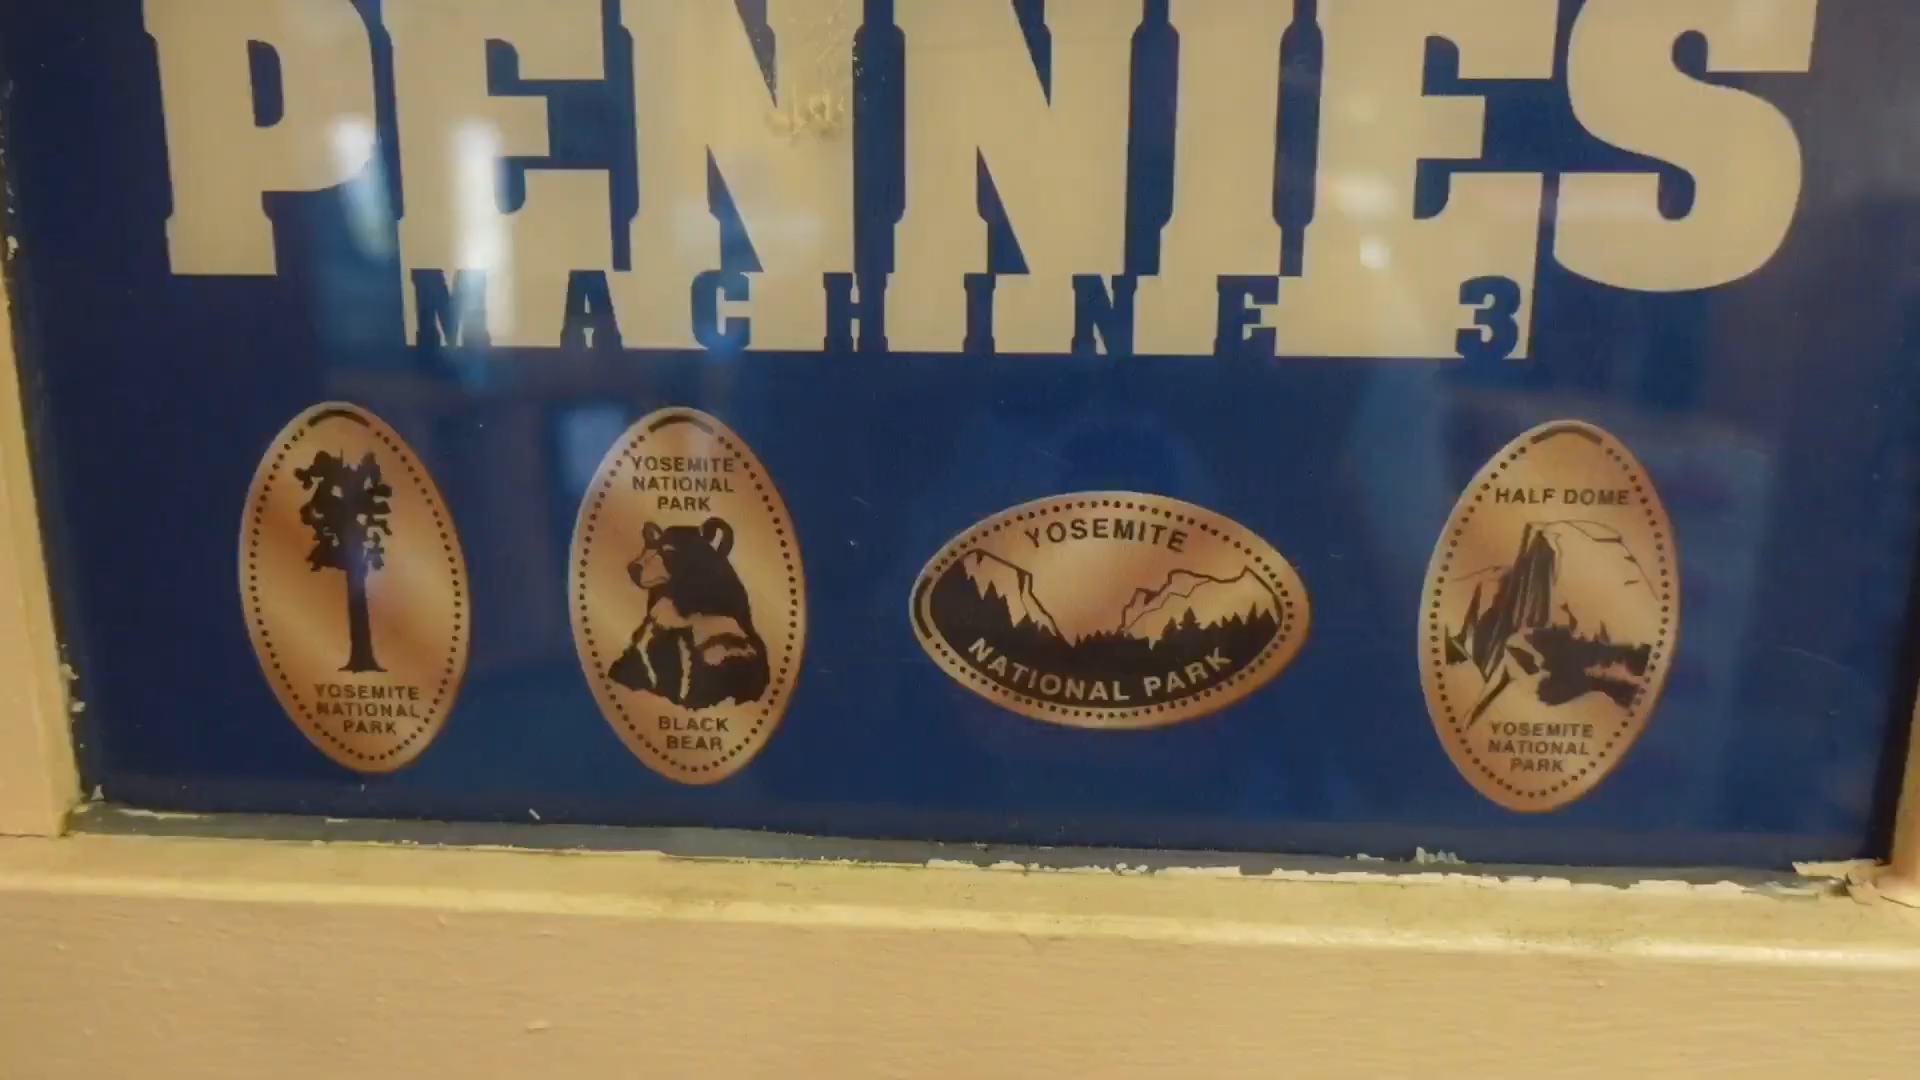 PENNIES
MACHINE 3
YOSEMITE
NATIONAL
PARK
YOSEMITE
NATIONAL
PARK
BLACK
BEAR
YOSEMITE
NATIONAL PARK
HALF DOME
YOSEMITE
NATIONAL
PARK